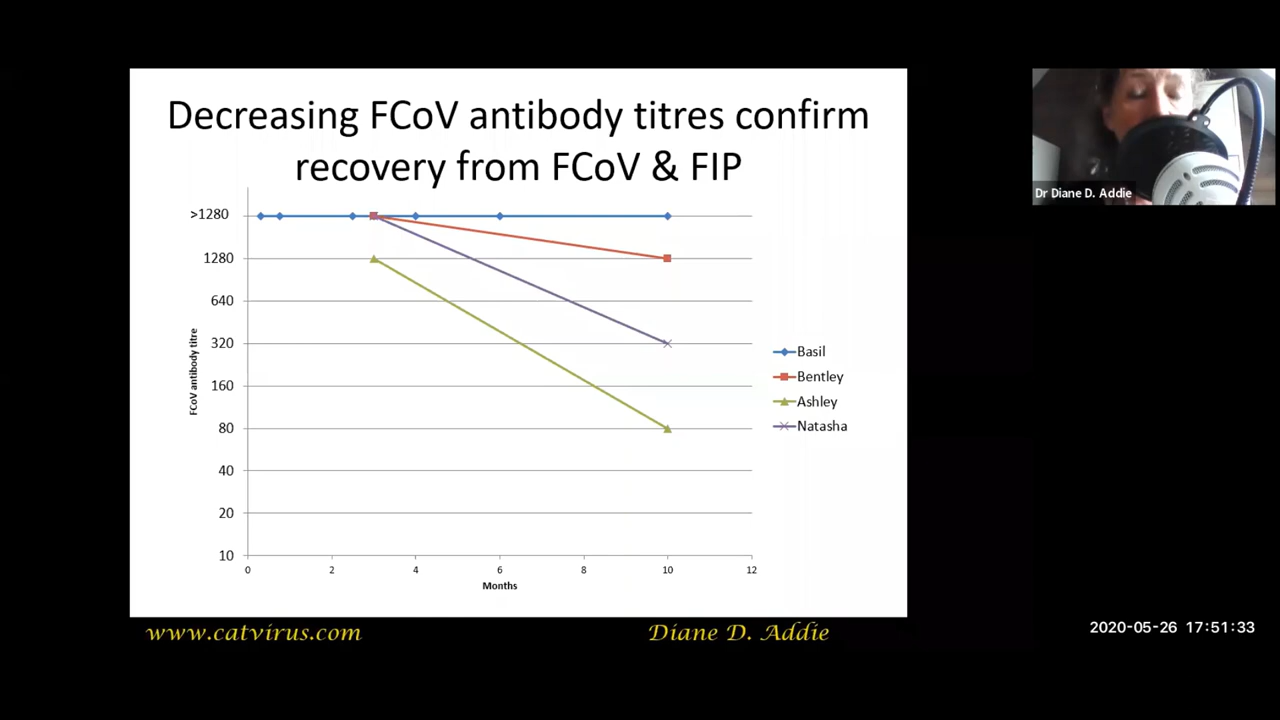 Decreasing FCoV antibody titres confirm
recovery from FCoV & FIP
>1280
1280
640
320
160
80
40
20
10
FCoV antibody titre
0 2 4 6 8 10 12
Months
Basil
Bentley
Ashley
Natasha
Dr Diane D. Addie
www.catvirus.com
Diane D. Addie
2020-05-26 17:51:33